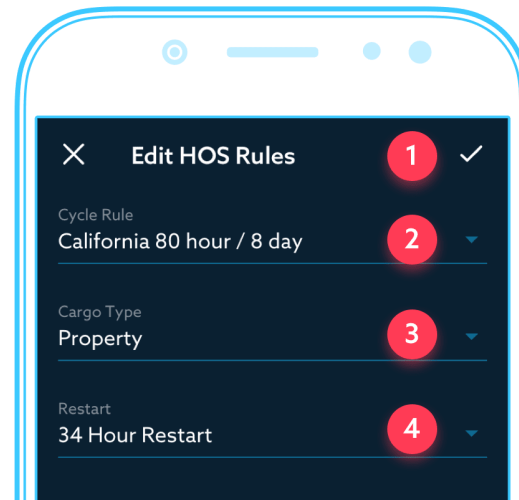 Edit HOS Rules
1
Cycle Rule
California 80 hour / 8 day
2
Cargo Type
Property
3
Restart
34 Hour Restart
4